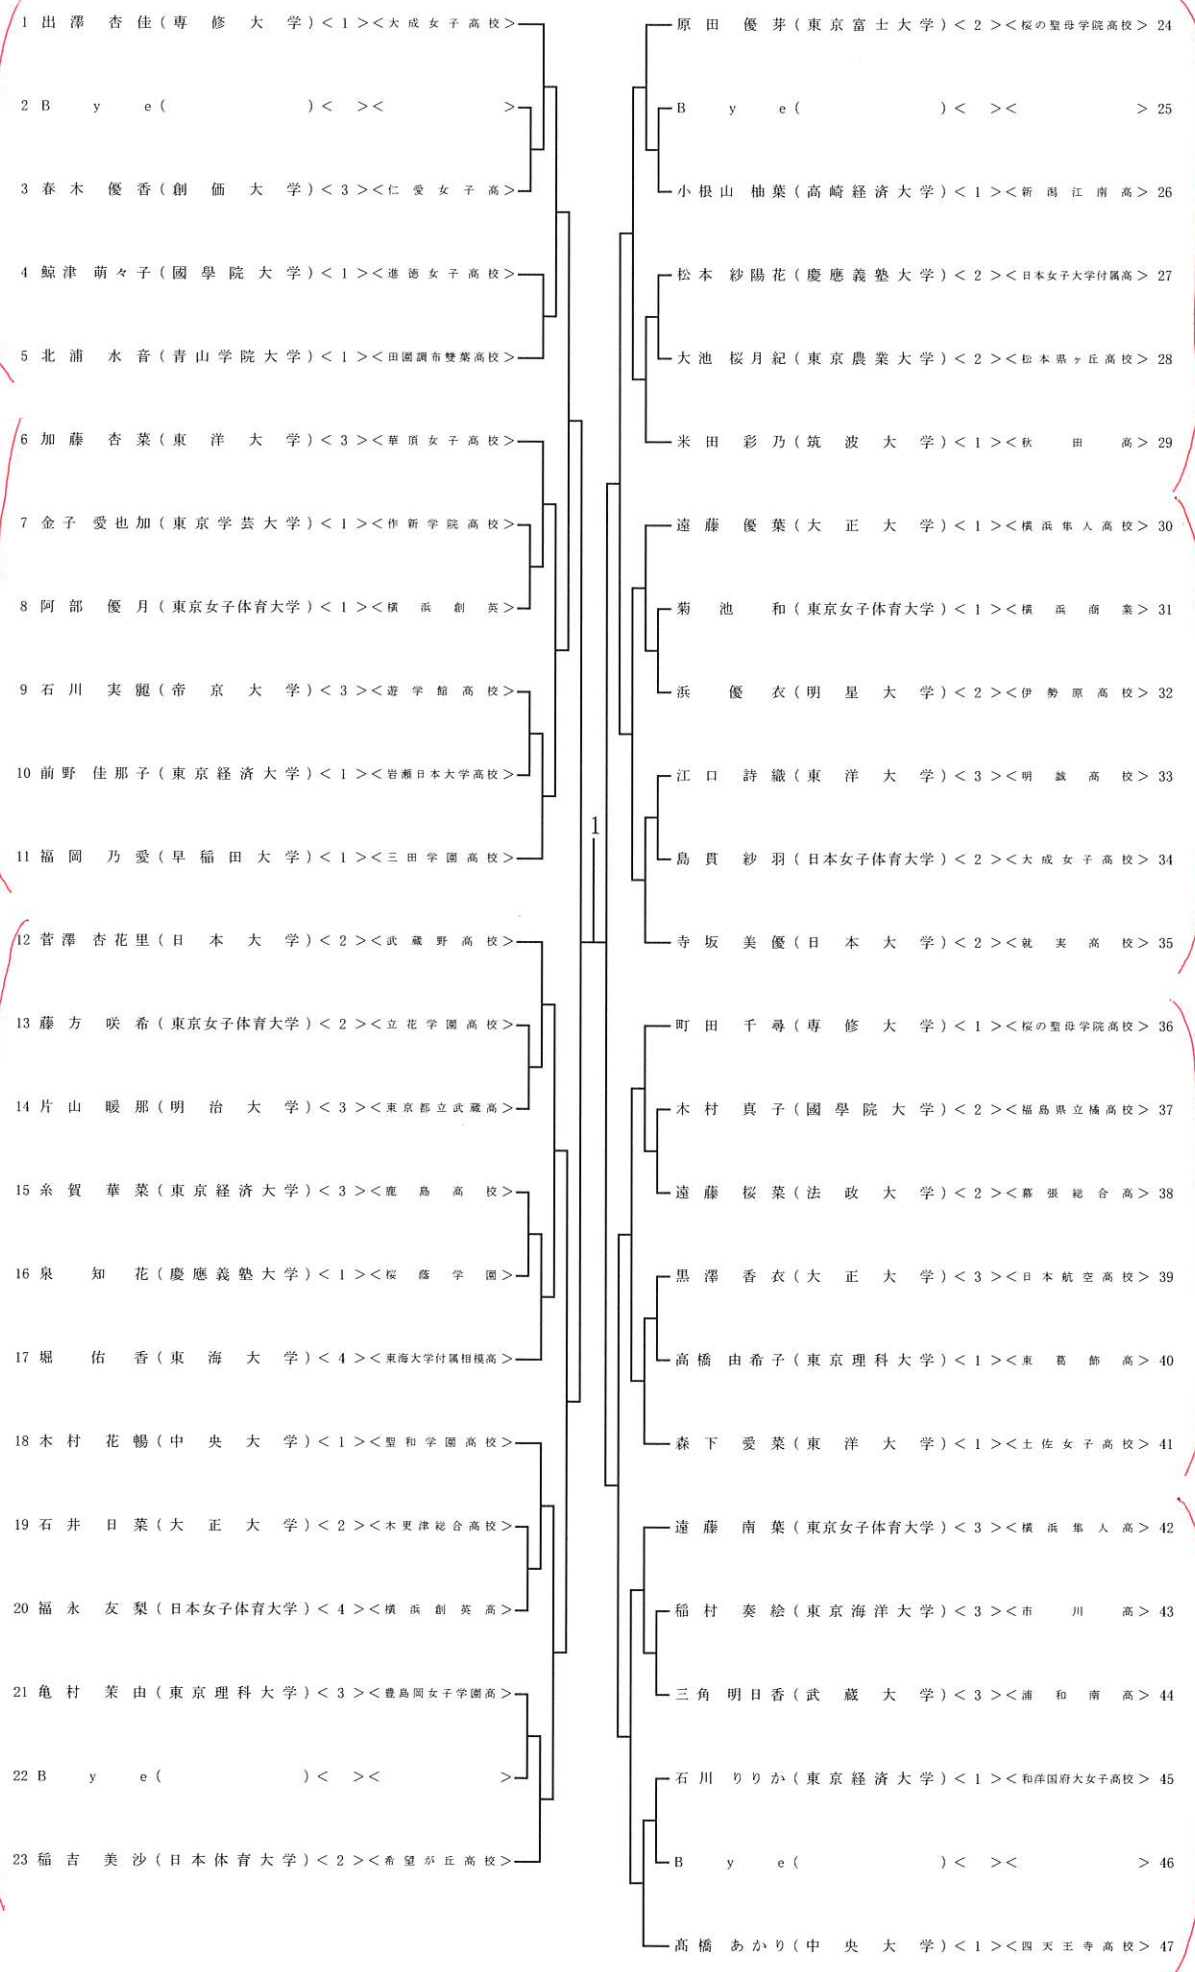 1 出澤 杏佳 (専修大学) < 1 > <大成女子高校>
2 Bye ( ) < > < >
3 春木 優香 (創価大学) < 3 > <仁愛女子高>
4 鯨津 萌々子 (國學院大学) < 1 > <進徳女子高校>
5 北浦 水音 (青山学院大学) < 1 > <田園調布雙葉高校>
6 加藤 杏菜 (東洋大学) < 3 > <華頂女子高校>
7 金子 愛也加 (東京学芸大学) < 1 > <作新学院高校>
8 阿部 優月 (東京女子体育大学) < 1 > <横浜創英>
9 石川 実麗 (帝京大学) < 3 > <遊学館高校>
10 前野 佳那子 (東京経済大学) < 1 > <岩瀬日本大学高校>
11 福岡 乃愛 (早稲田大学) < 1 > <三田学園高校>
12 菅澤 杏花里 (日本大学) < 2 > <武蔵野高校>
13 藤方 咲希 (東京女子体育大学) < 2 > <立花学園高校>
14 片山 暖那 (明治大学) < 3 > <東京都立武蔵高>
15 糸賀 華菜 (東京経済大学) < 3 > <鹿島高校>
16 泉 知花 (慶應義塾大学) < 1 > <桜蔭学園>
17 堀 佑香 (東海大学) < 4 > <東海大学付属相模高>
18 木村 花暢 (中央大学) < 1 > <聖和学園高校>
19 石井 日菜 (大正大学) < 2 > <木更津総合高校>
20 福永 友梨 (日本女子体育大学) < 4 > <横浜創英高>
21 亀村 茉由 (東京理科大学) < 3 > <豊島岡女子学園高>
22 Bye ( ) < > < >
23 稲吉 美沙 (日本体育大学) < 2 > <希望が丘高校>
1
原田 優芽 (東京富士大学) < 2 > <桜の聖母学院高校> 24
Bye ( ) < > < > 25
小根山 柚葉 (高崎経済大学) < 1 > <新潟江南高> 26
松本 紗陽花 (慶應義塾大学) < 2 > <日本女子大学付属高> 27
大池 桜月紀 (東京農業大学) < 2 > <松本県ヶ丘高校> 28
米田 彩乃 (筑波大学) < 1 > <秋田高> 29
遠藤 優葉 (大正大学) < 1 > <横浜隼人高校> 30
菊池 和 (東京女子体育大学) < 1 > <横浜商業> 31
浜 優衣 (明星大学) < 2 > <伊勢原高校> 32
江口 詩織 (東洋大学) < 3 > <明誠高校> 33
島貫 紗羽 (日本女子体育大学) < 2 > <大成女子高校> 34
寺坂 美優 (日本大学) < 2 > <就実高校> 35
町田 千尋 (専修大学) < 1 > <桜の聖母学院高校> 36
木村 真子 (國學院大学) < 2 > <福島県立橘高校> 37
遠藤 桜菜 (法政大学) < 2 > <幕張総合高> 38
黒澤 香衣 (大正大学) < 3 > <日本航空高校> 39
高橋 由希子 (東京理科大学) < 1 > <東葛飾高> 40
森下 愛菜 (東洋大学) < 1 > <土佐女子高校> 41
遠藤 南葉 (東京女子体育大学) < 3 > <横浜隼人高> 42
稲村 奏絵 (東京海洋大学) < 3 > <市川高> 43
三角 明日香 (武蔵大学) < 3 > <浦和南高> 44
石川 りりか (東京経済大学) < 1 > <和洋国府大女子高校> 45
Bye ( ) < > < > 46
髙橋 あかり (中央大学) < 1 > <四天王寺高校> 47